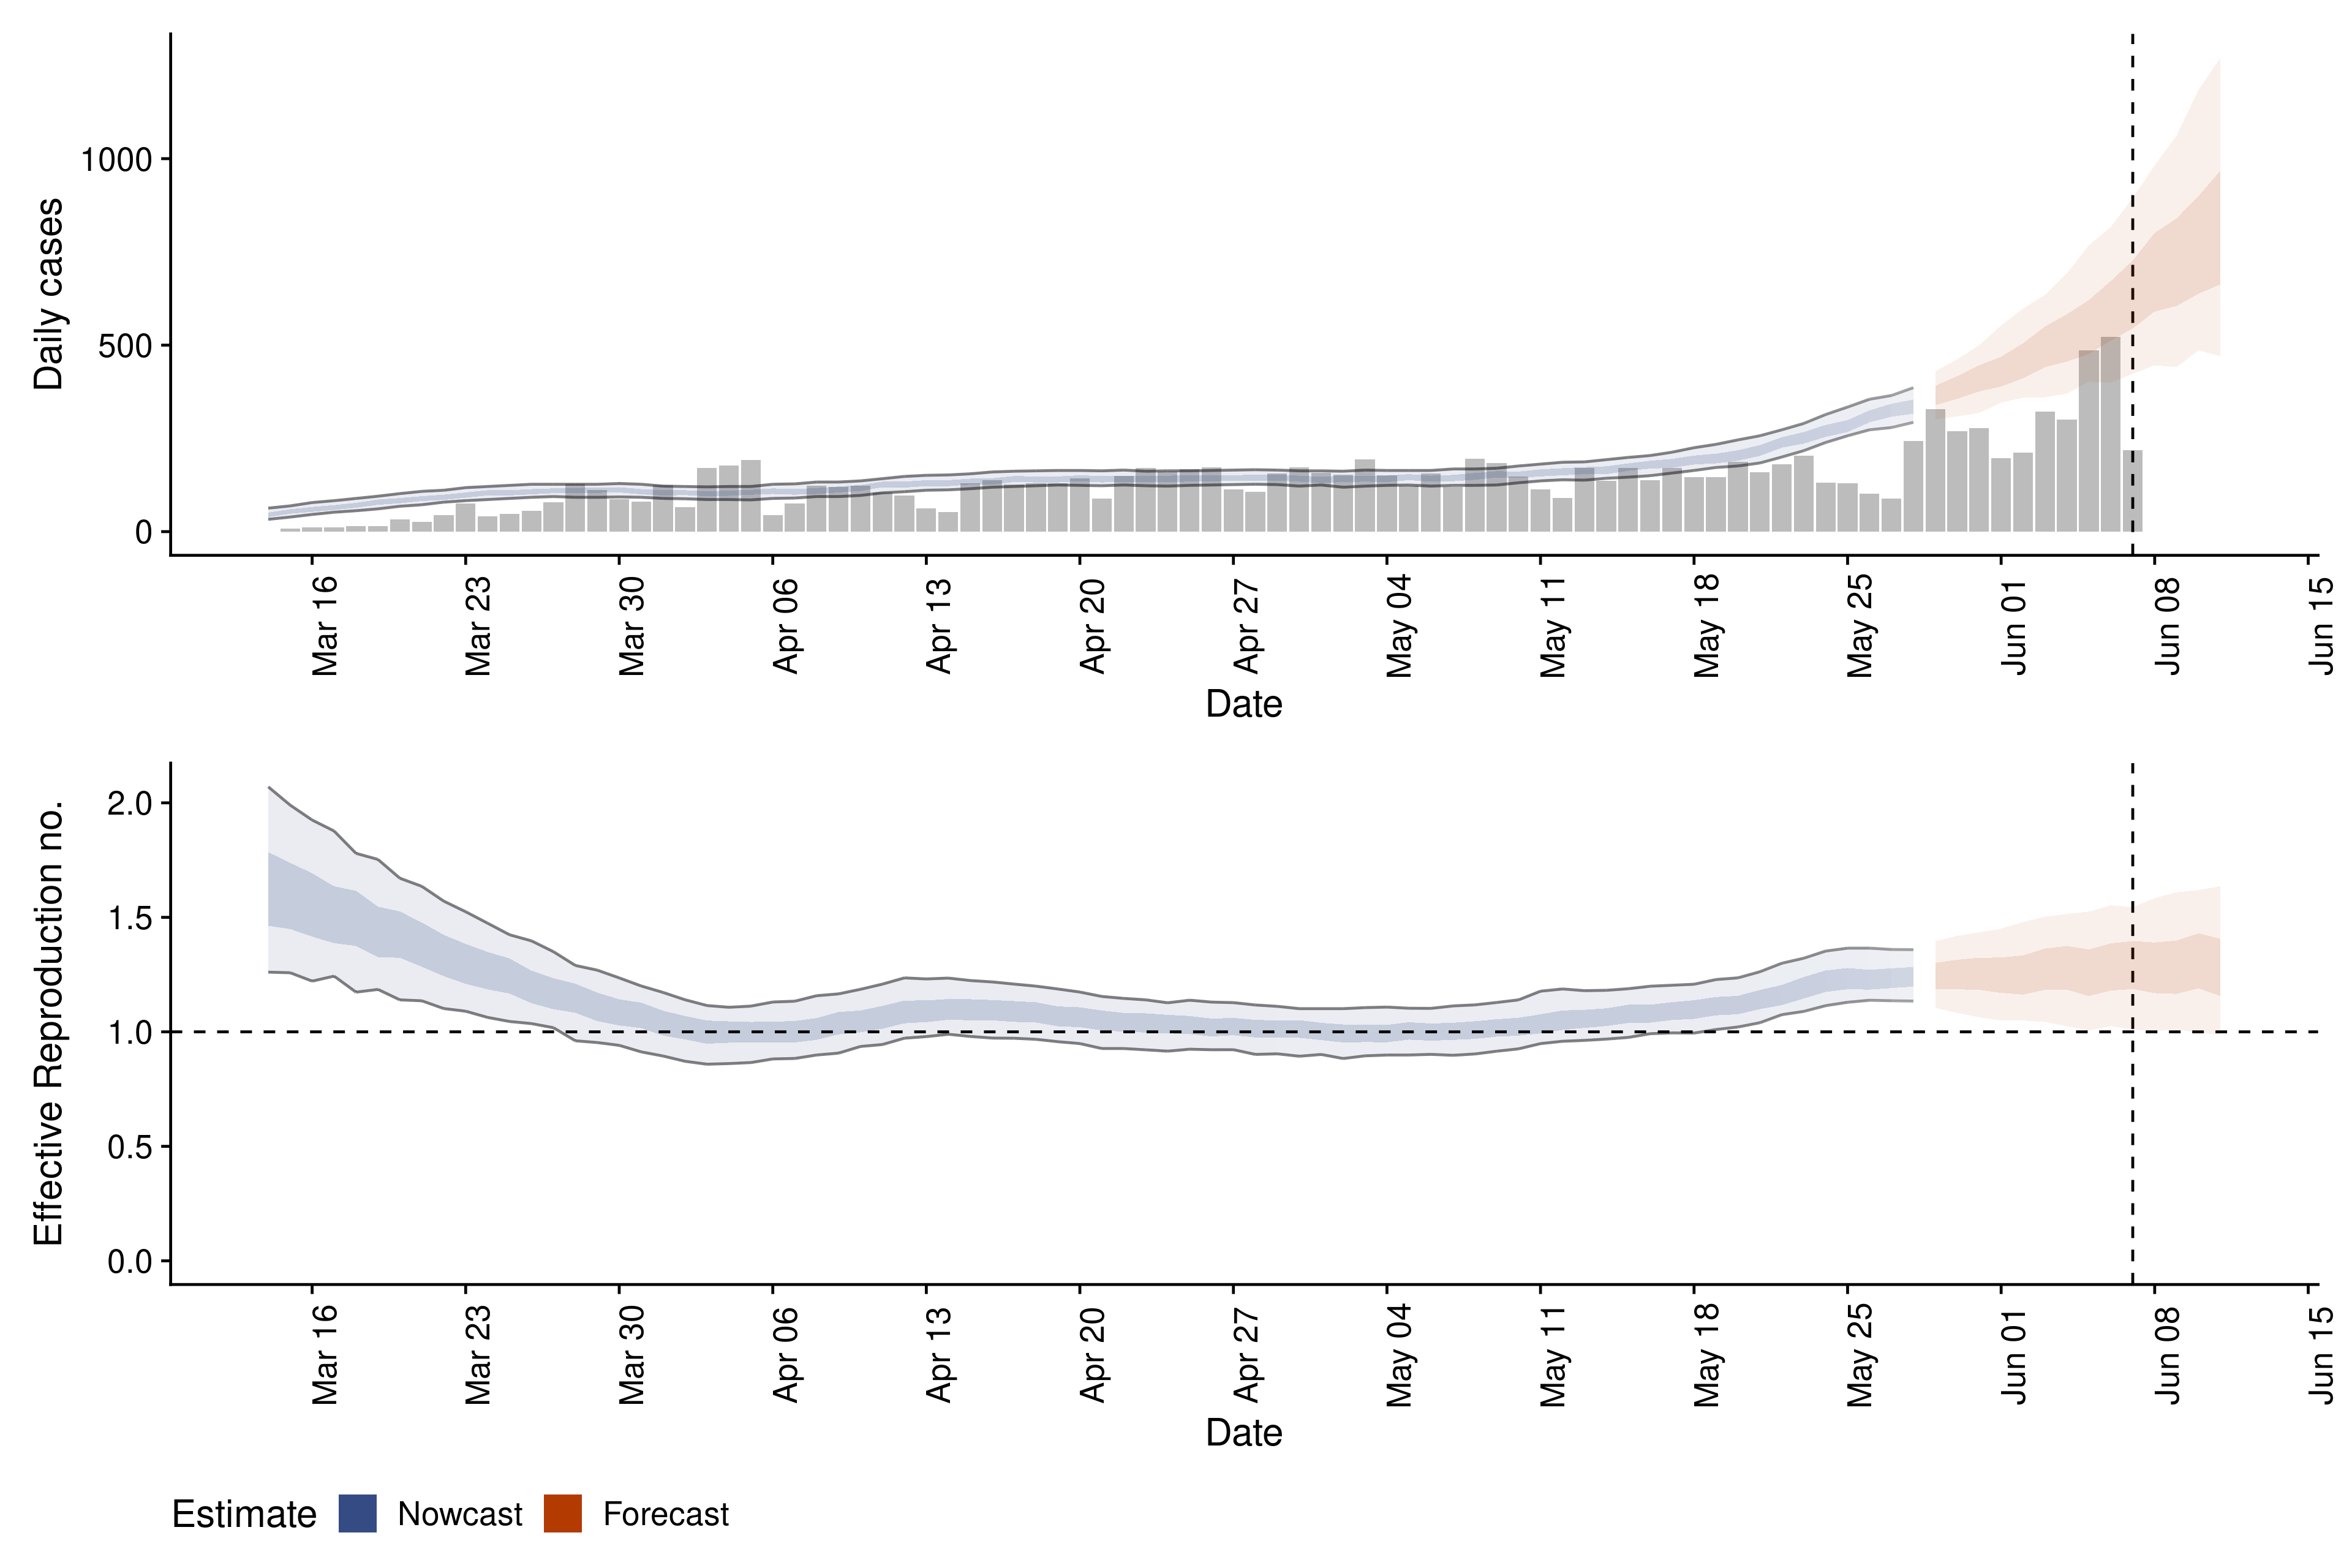 Daily cases
1000
500
0
Mar 16
Mar 23
Mar 30
Apr 06
Apr 13
Apr 20
Apr 27
May 04
May 11
May 18
May 25
Jun 01
Jun 08
Jun 15
Date
Effective Reproduction no.
2.0
1.5
1.0
0.5
0.0
Mar 16
Mar 23
Mar 30
Apr 06
Apr 13
Apr 20
Apr 27
May 04
May 11
May 18
May 25
Jun 01
Jun 08
Jun 15
Date
Estimate Nowcast Forecast